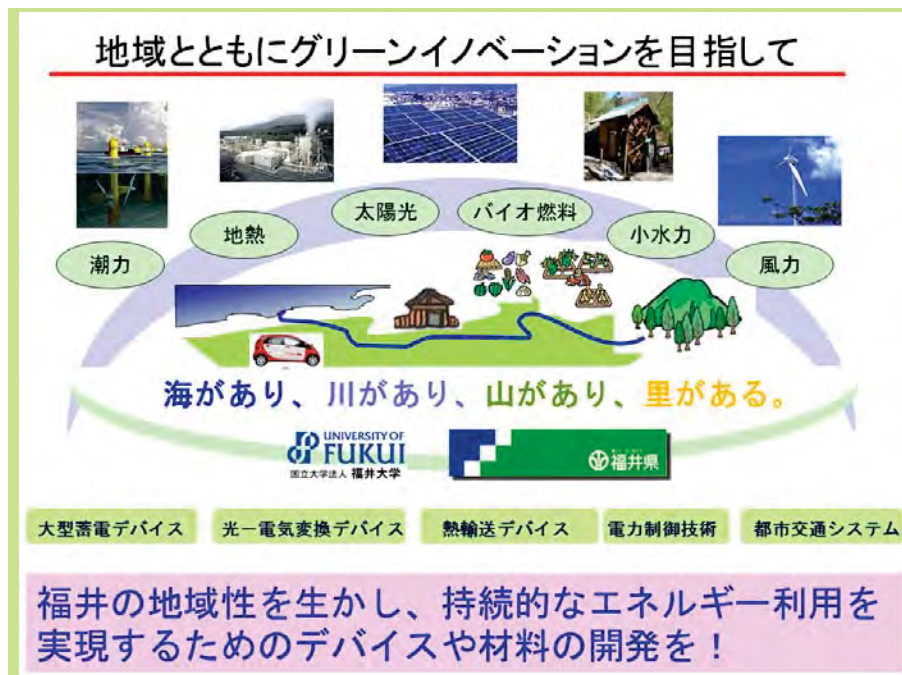 地域とともにグリーンイノベーションを目指して
太陽光
バイオ燃料
地熱
小水力
潮力
風力
海があり、川があり、山があり、里がある。
UNIVERSITY OF
FUKUI
国立大学法人 福井大学
福井県
大型蓄電デバイス
光－電気変換デバイス
熱輸送デバイス
電力制御技術
都市交通システム
福井の地域性を生かし、持続的なエネルギー利用を
実現するためのデバイスや材料の開発を！